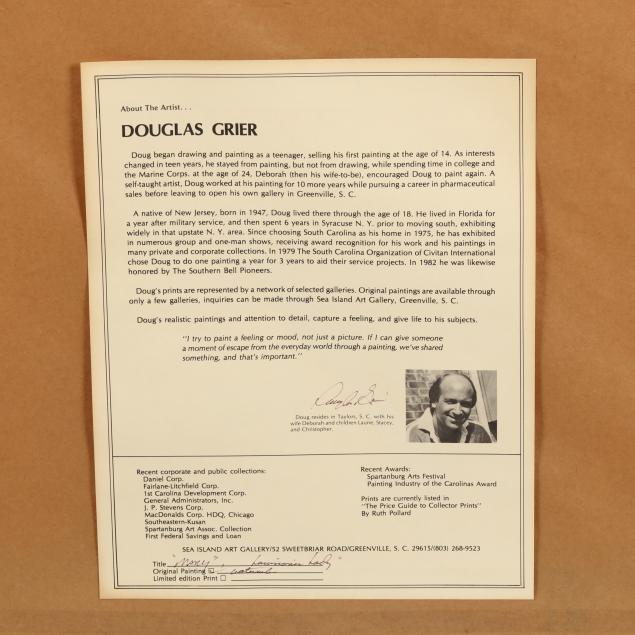 About The Artist. . .
DOUGLAS GRIER
Doug began drawing and painting as a teenager, selling his first painting at the age of 14. As interests
changed in teen years, he stayed from painting, but not from drawing, while spending time in college and
the Marine Corps. at the age of 24, Deborah (then his wife-to-be), encouraged Doug to paint again. A
self-taught artist, Doug worked at his painting for 10 more years while pursuing a career in pharmaceutical
sales before leaving to open his own gallery in Greenville, S. C.
A native of New Jersey, born in 1947, Doug lived there through the age of 18. He lived in Florida for
a year after military service, and then spent 6 years in Syracuse N. Y. prior to moving south, exhibiting
widely in that upstate N. Y. area. Since choosing South Carolina as his home in 1975, he has exhibited
in numerous group and one-man shows, receiving award recognition for his work and his paintings in
many private and corporate collections. In 1979 The South Carolina Organization of Civitan International
chose Doug to do one painting a year for 3 years to aid their service projects. In 1982 he was likewise
honored by The Southern Bell Pioneers.
Doug's prints are represented by a network of selected galleries. Original paintings are available through
only a few galleries, inquiries can be made through Sea Island Art Gallery, Greenville, S. C.
Doug's realistic paintings and attention to detail, capture a feeling, and give life to his subjects.
"I try to paint a feeling or mood, not just a picture. If I can give someone
a moment of escape from the everyday world through a painting, we've shared
something, and that's important."
Doug resides in Taylors, S. C. with his
wife Deborah and children Laurie, Stacey,
and Christopher.
Recent corporate and public collections:
Daniel Corp.
Fairlane-Litchfield Corp.
1st Carolina Development Corp.
General Administrators, Inc.
J. P. Stevens Corp.
MacDonalds Corp. HDQ, Chicago
Southeastern-Kusan
Spartanburg Art Assoc. Collection
First Federal Savings and Loan
Recent Awards:
Spartanburg Arts Festival
Painting Industry of the Carolinas Award
Prints are currently listed in
"The Price Guide to Collector Prints"
By Ruth Pollard
SEA ISLAND ART GALLERY/52 SWEETBRIAR ROAD/GREENVILLE, S. C. 29615/(803) 268-9523
Title Lady"
Original Painting
Limited edition Print